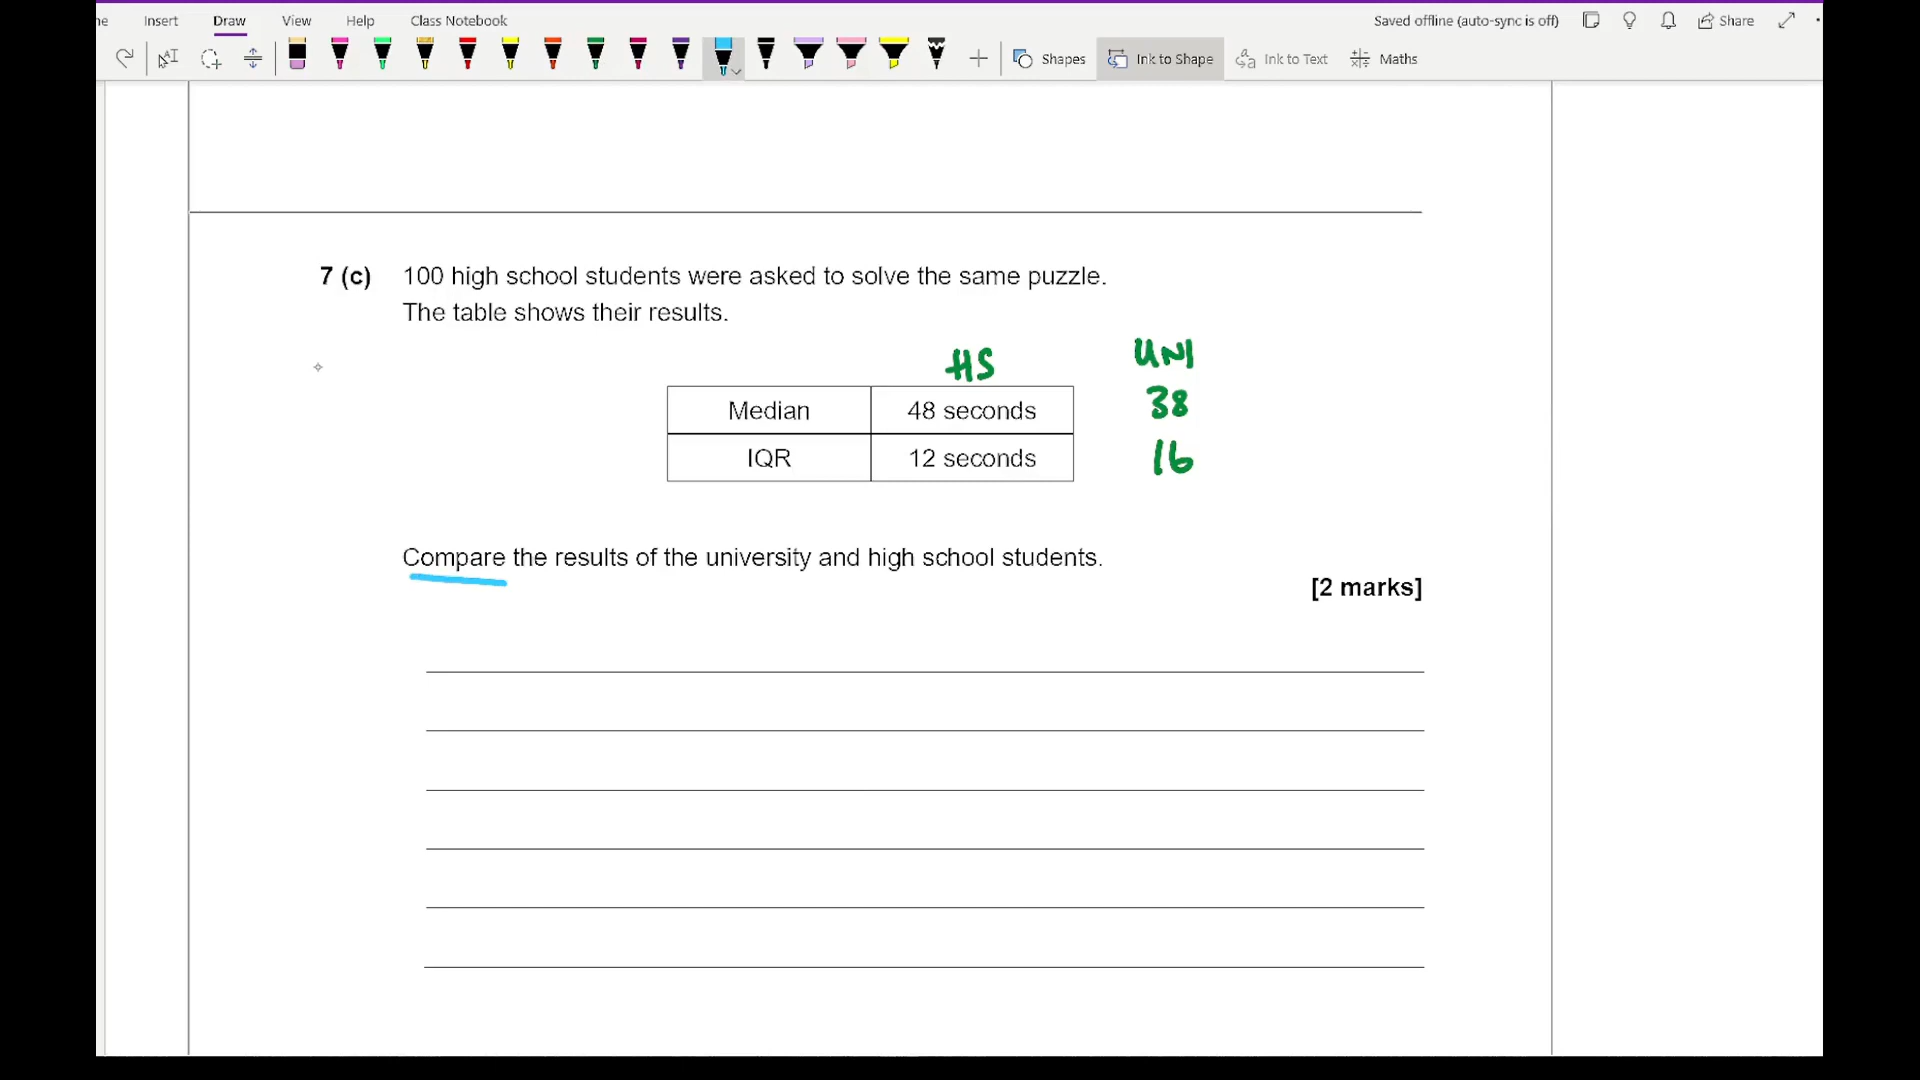 Insert Draw View Help Class Notebook Saved offline (auto-sync is off) Share
Shapes Ink to Shape Ink to Text Maths
7 (c) 100 high school students were asked to solve the same puzzle.
The table shows their results.
HS UNI
Median 48 seconds 38
IQR 12 seconds 16
Compare the results of the university and high school students.
[2 marks]